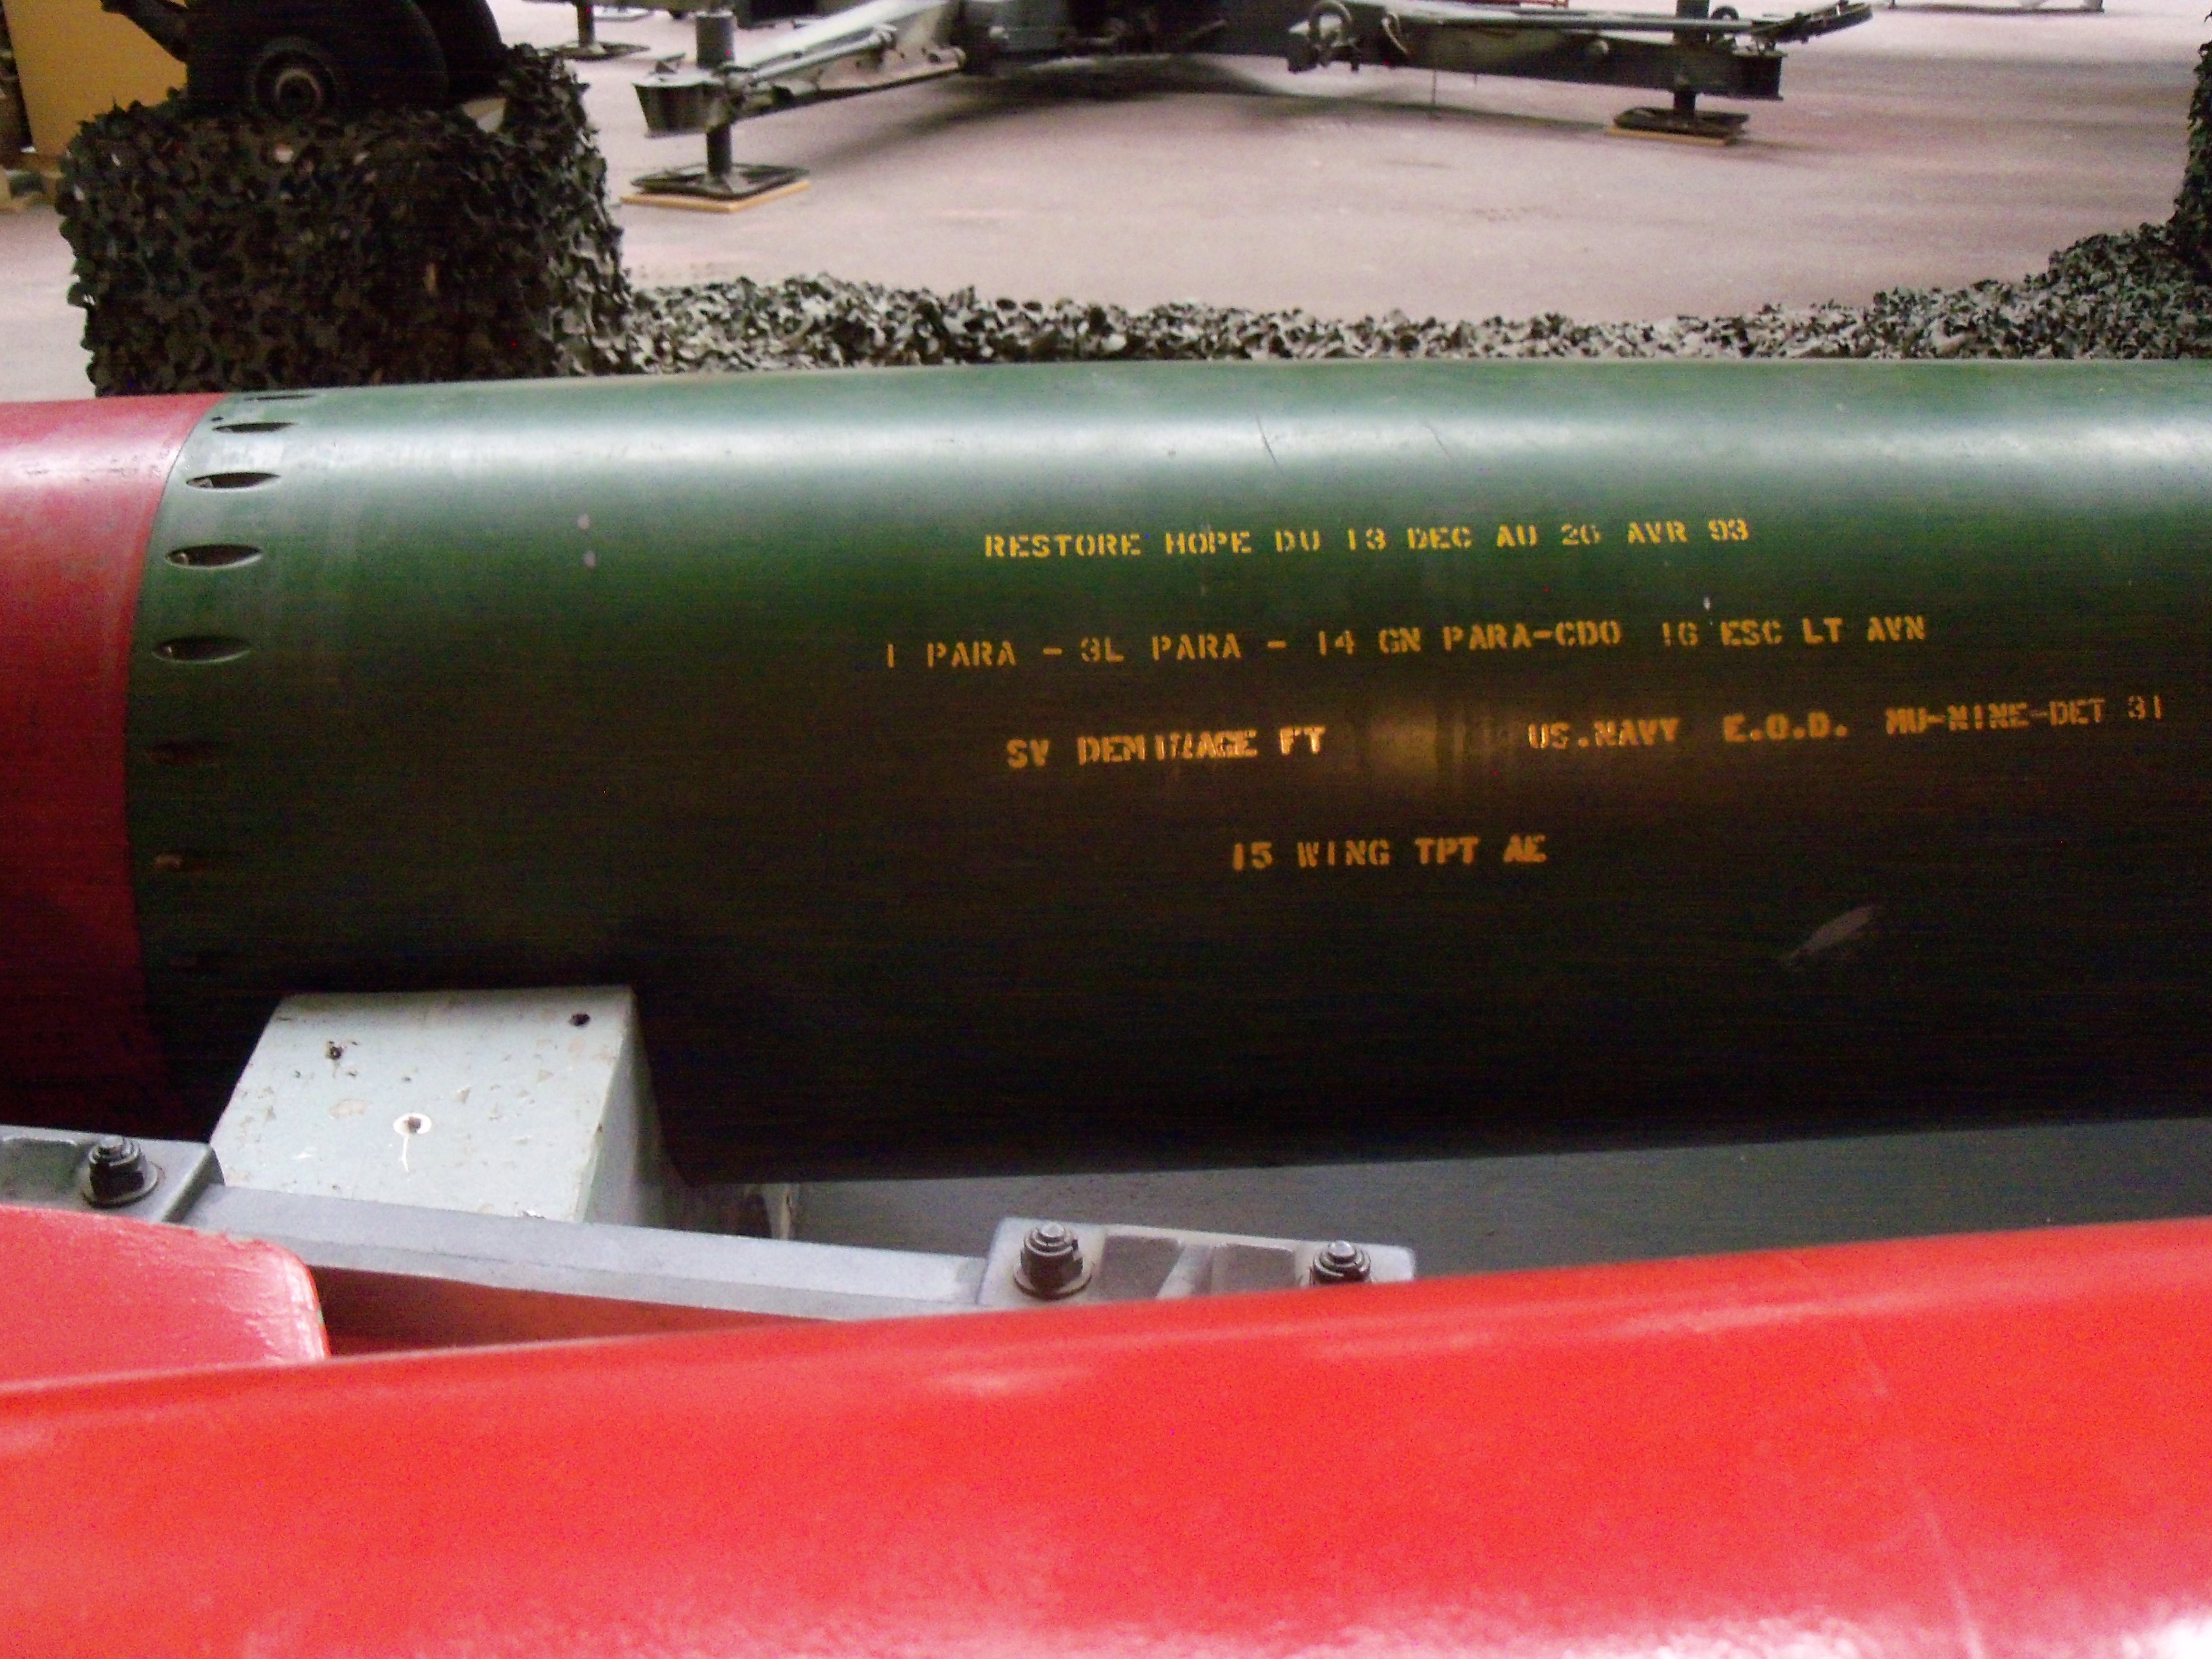 RESTORE HOPE DU 13 DEC AU 26 AVR 93
1 PARA - 3L PARA - 14 GN PARA-CDO 16 ESC LT AVN
SV DEMINAGE FT US.NAVY E.O.D. MU-NINE-DET 31
15 WING TPT AE